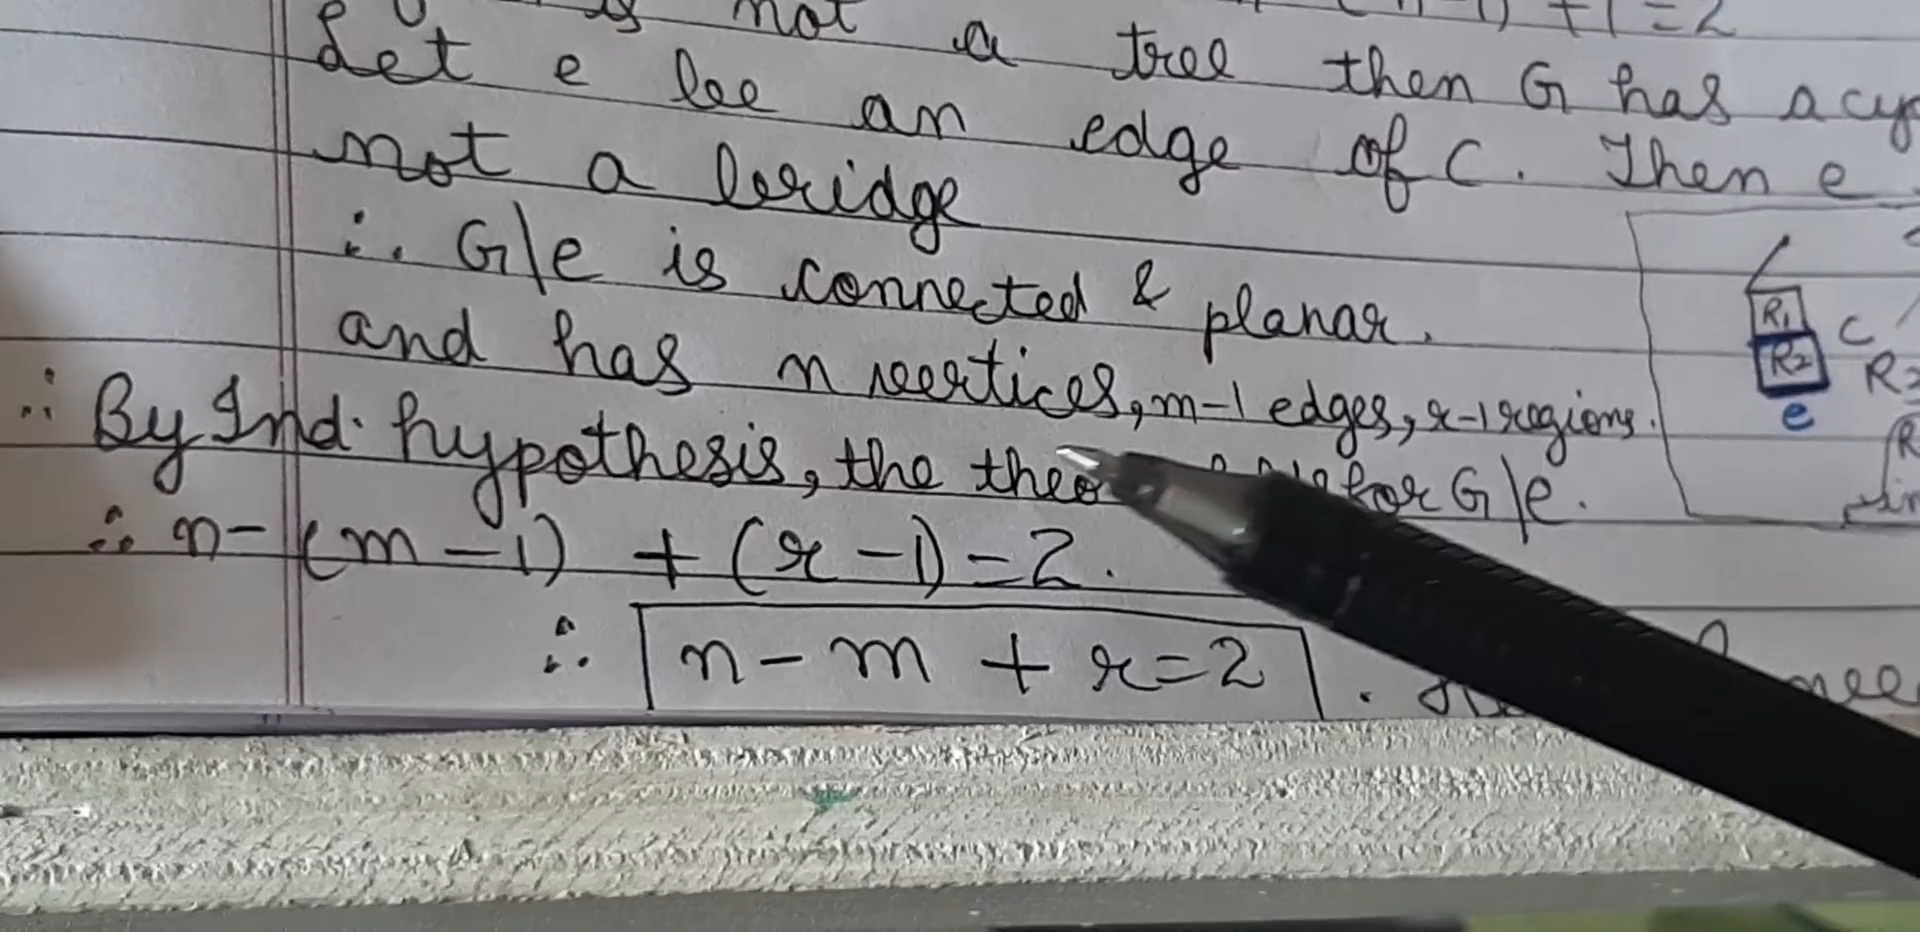 is not a tree then G has a cy
Let e be an edge of C. Then e
not a bridge
∴ G\e is connected & planar.
and has n vertices, m-1 edges, r-1 regions.
∴ By Ind. hypothesis, the for G\e.
∴ n-(m-1) + (r-1)=2.
∴ n-m + r=2.
R1
C
R2
e